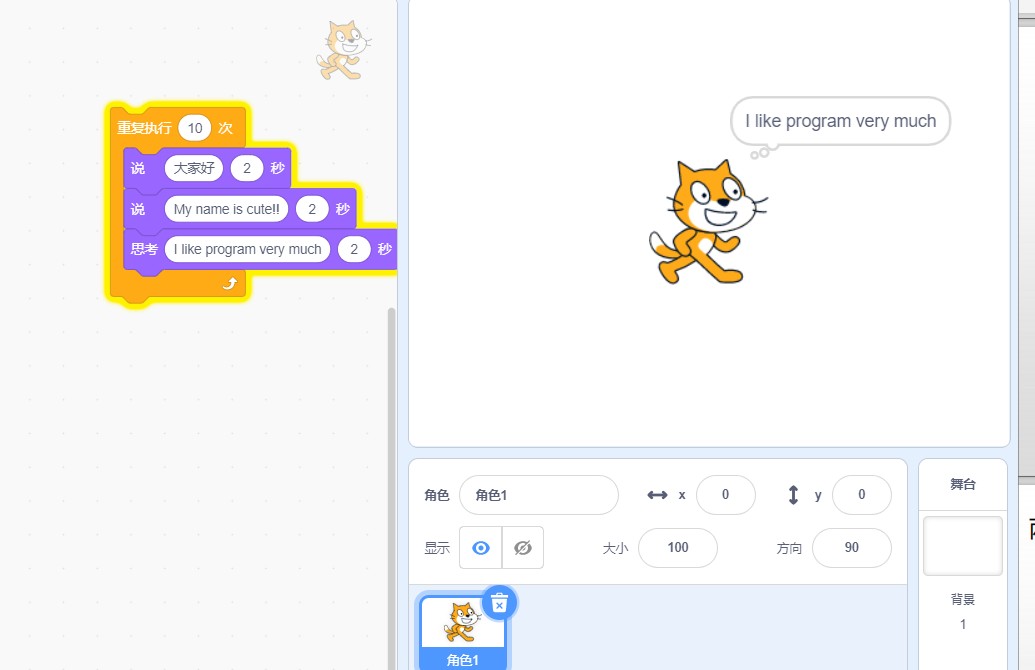 重复执行 10 次
说 大家好 2 秒
说 My name is cute!! 2 秒
思考 I like program very much 2 秒
I like program very much
角色 角色1 x 0 y 0
显示 大小 100 方向 90
角色1
舞台
背景
1